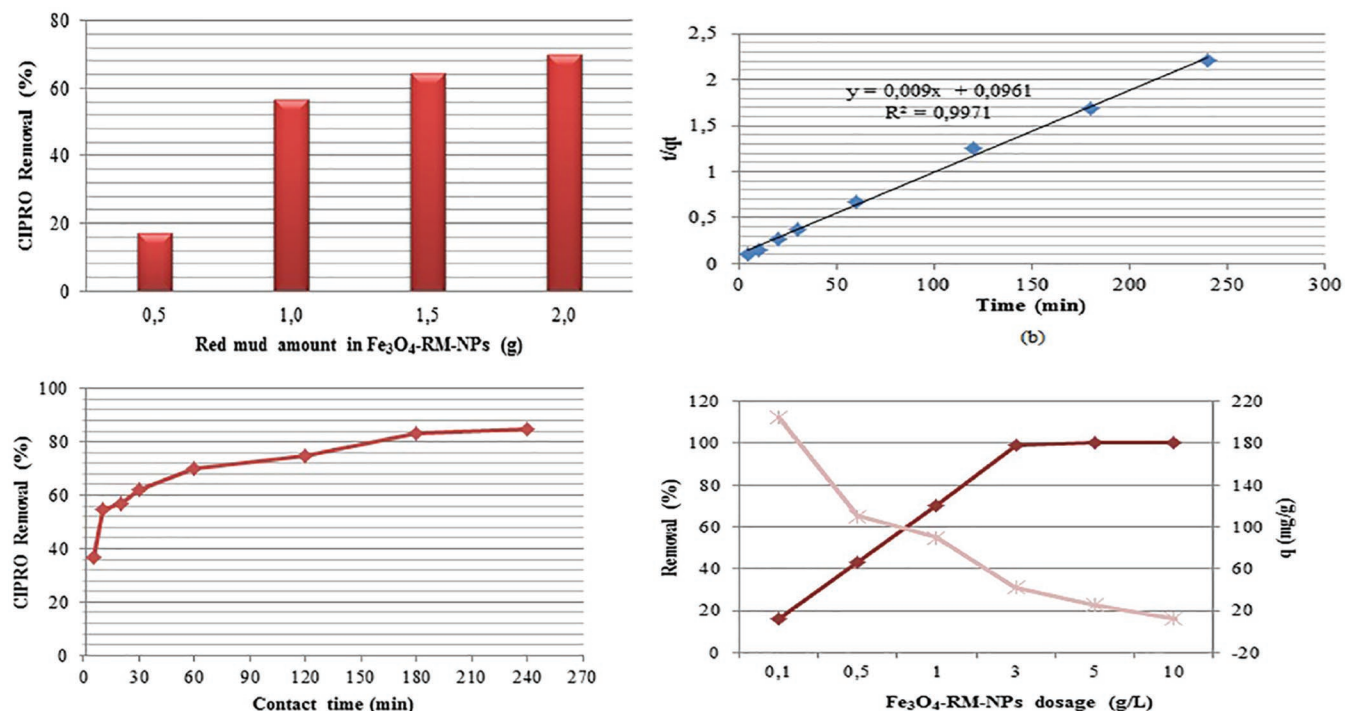 80
60
40
20
0
CIPRO Removal (%)
0,5 1,0 1,5 2,0
Red mud amount in Fe₃O₄-RM-NPs (g)
2,5
2
1,5
1
0,5
0
t/qt
y = 0,009x + 0,0961
R² = 0,9971
0 50 100 150 200 250 300
Time (min)
(b)
100
80
60
40
20
0
CIPRO Removal (%)
0 30 60 90 120 150 180 210 240 270
Contact time (min)
120
100
80
60
40
20
0
Removal (%)
220
180
140
100
60
20
-20
q (mg/g)
0,1 0,5 1 3 5 10
Fe₃O₄-RM-NPs dosage (g/L)